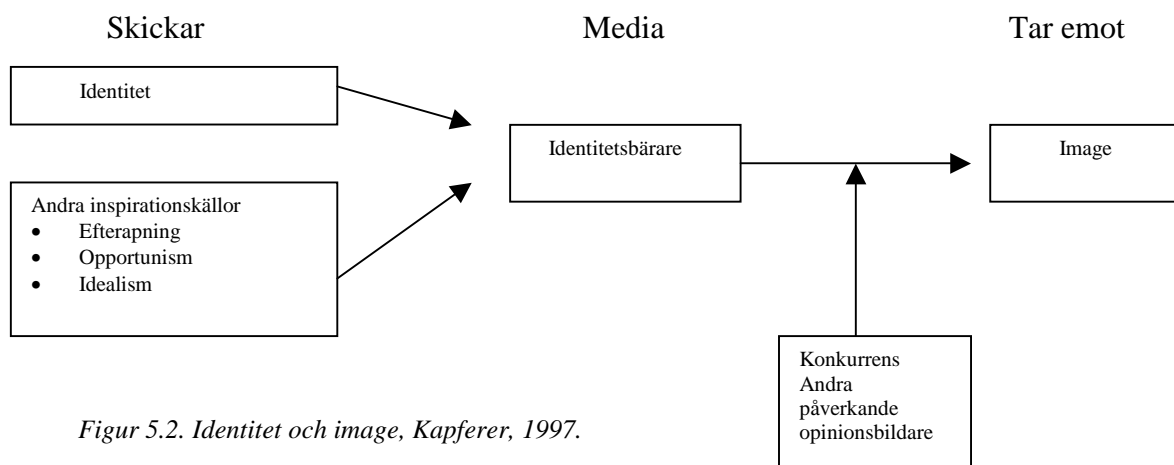 Skickar
Media
Tar emot
Identitet
Identitetsbärare
Image
Andra inspirationskällor
• Efterapning
• Opportunism
• Idealism
Konkurrens
Andra
påverkande
opinionsbildare
Figur 5.2. Identitet och image, Kapferer, 1997.